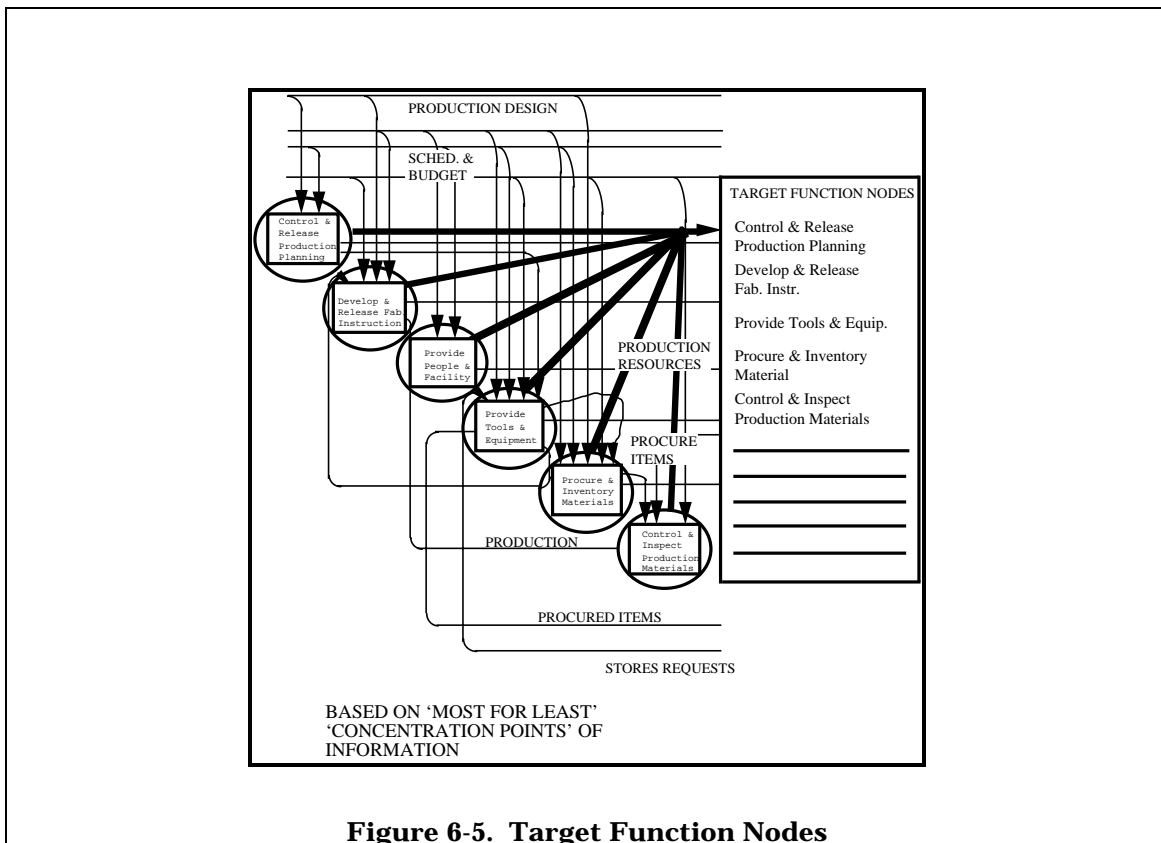 PRODUCTION DESIGN
SCHED. &
BUDGET
Control &
Release
Production
Planning
Develop &
Release Fab.
Instruction
Provide
People &
Facility
Provide
Tools &
Equipment
Procure &
Inventory
Materials
Control &
Inspect
Production
Materials
PRODUCTION
RESOURCES
PROCURE
ITEMS
PRODUCTION
PROCURED ITEMS
STORES REQUESTS
TARGET FUNCTION NODES
Control & Release
Production Planning
Develop & Release
Fab. Instr.
Provide Tools & Equip.
Procure & Inventory
Material
Control & Inspect
Production Materials
BASED ON ‘MOST FOR LEAST’
‘CONCENTRATION POINTS’ OF
INFORMATION
Figure 6-5. Target Function Nodes